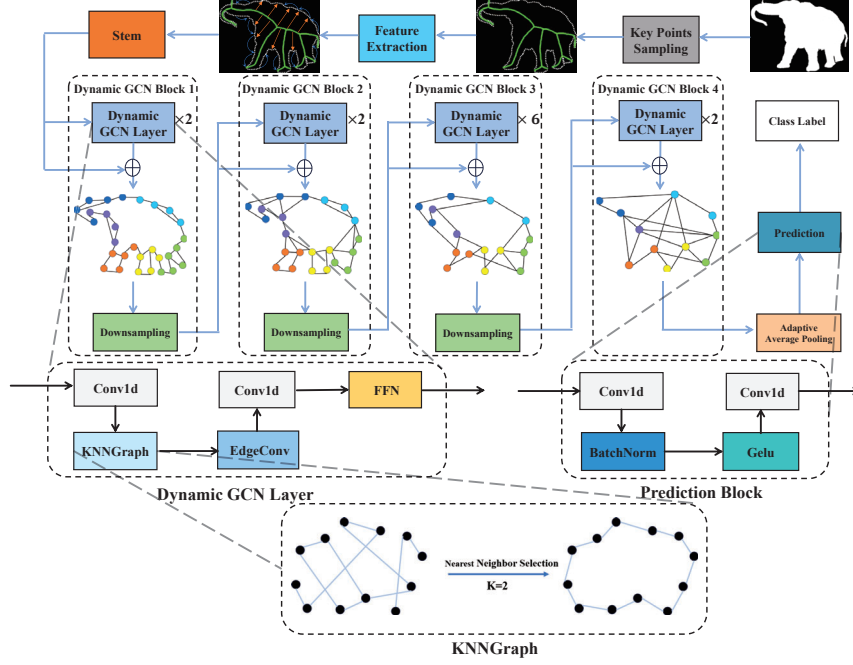 Stem
Feature
Extraction
Key Points
Sampling
Dynamic GCN Block 1
Dynamic GCN Block 2
Dynamic GCN Block 3
Dynamic GCN Block 4
Dynamic
GCN Layer
×2
Dynamic
GCN Layer
×2
Dynamic
GCN Layer
× 6
Dynamic
GCN Layer
×2
Class Label
Prediction
Downsampling
Downsampling
Downsampling
Adaptive
Average Pooling
Conv1d
Conv1d
FFN
KNNGraph
EdgeConv
Dynamic GCN Layer
Conv1d
Conv1d
BatchNorm
Gelu
Prediction Block
Nearest Neighbor Selection
K=2
KNNGraph